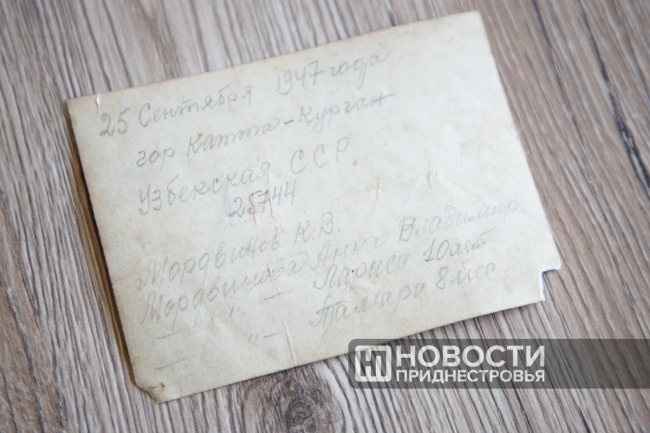 25 Сентября 1947 года
гор Катта-Курган
Узбекская ССР
25744
Мордвинов К.В.
Мордвинова Анна Владимир.
— " — Лариса 10 лет
— " — 8 мес
НОВОСТИ
ПРИДНЕСТРОВЬЯ